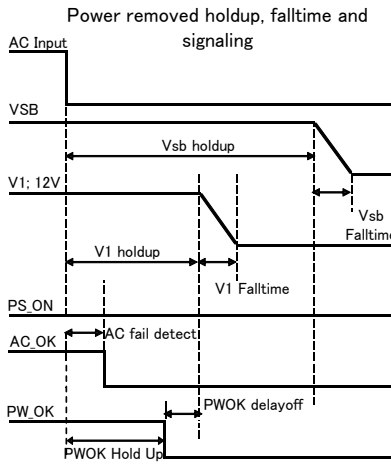 Power removed holdup, falltime and
signaling
AC Input
VSB
Vsb holdup
V1; 12V
Vsb
Falltime
V1 holdup
V1 Falltime
PS_ON
AC fail detect
AC_OK
PWOK delayoff
PW_OK
PWOK Hold Up